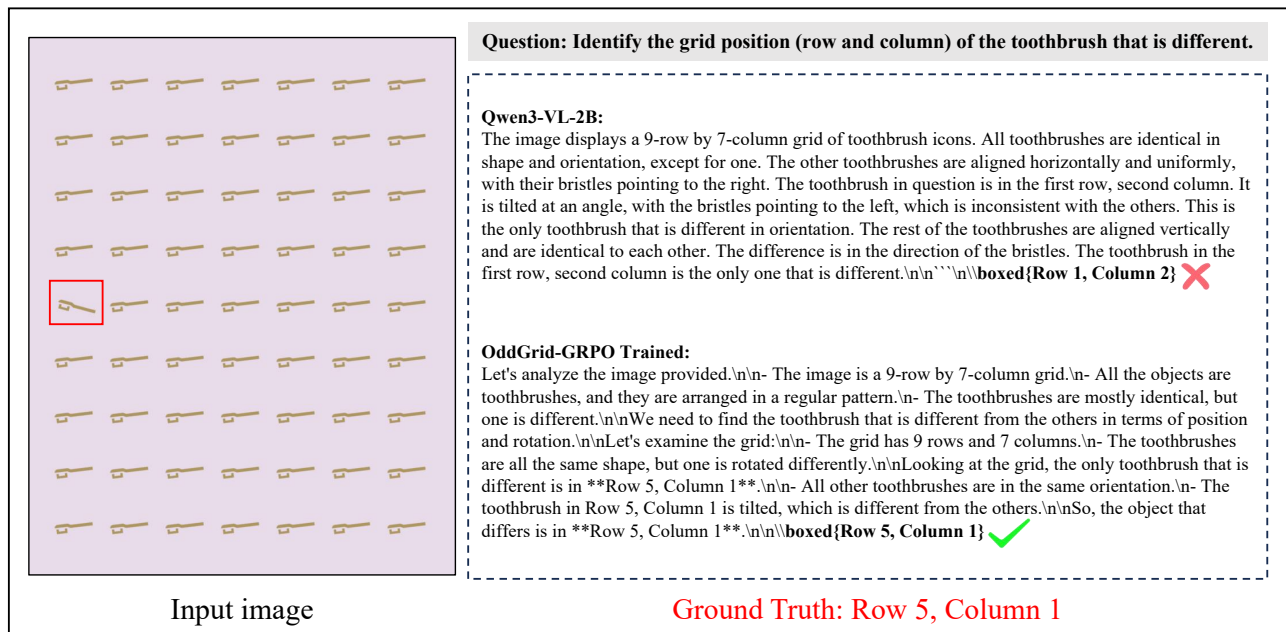 Question: Identify the grid position (row and column) of the toothbrush that is different.
Qwen3-VL-2B:
The image displays a 9-row by 7-column grid of toothbrush icons. All toothbrushes are identical in
shape and orientation, except for one. The other toothbrushes are aligned horizontally and uniformly,
with their bristles pointing to the right. The toothbrush in question is in the first row, second column. It
is tilted at an angle, with the bristles pointing to the left, which is inconsistent with the others. This is
the only toothbrush that is different in orientation. The rest of the toothbrushes are aligned vertically
and are identical to each other. The difference is in the direction of the bristles. The toothbrush in the
first row, second column is the only one that is different.\n\n```\n\\boxed{Row 1, Column 2}
OddGrid-GRPO Trained:
Let's analyze the image provided.\n\n- The image is a 9-row by 7-column grid.\n- All the objects are
toothbrushes, and they are arranged in a regular pattern.\n- The toothbrushes are mostly identical, but
one is different.\n\nWe need to find the toothbrush that is different from the others in terms of position
and rotation.\n\nLet's examine the grid:\n\n- The grid has 9 rows and 7 columns.\n- The toothbrushes
are all the same shape, but one is rotated differently.\n\nLooking at the grid, the only toothbrush that is
different is in **Row 5, Column 1**.\n\n- All other toothbrushes are in the same orientation.\n- The
toothbrush in Row 5, Column 1 is tilted, which is different from the others.\n\nSo, the object that
differs is in **Row 5, Column 1**.\n\n\\boxed{Row 5, Column 1}
Input image
Ground Truth: Row 5, Column 1